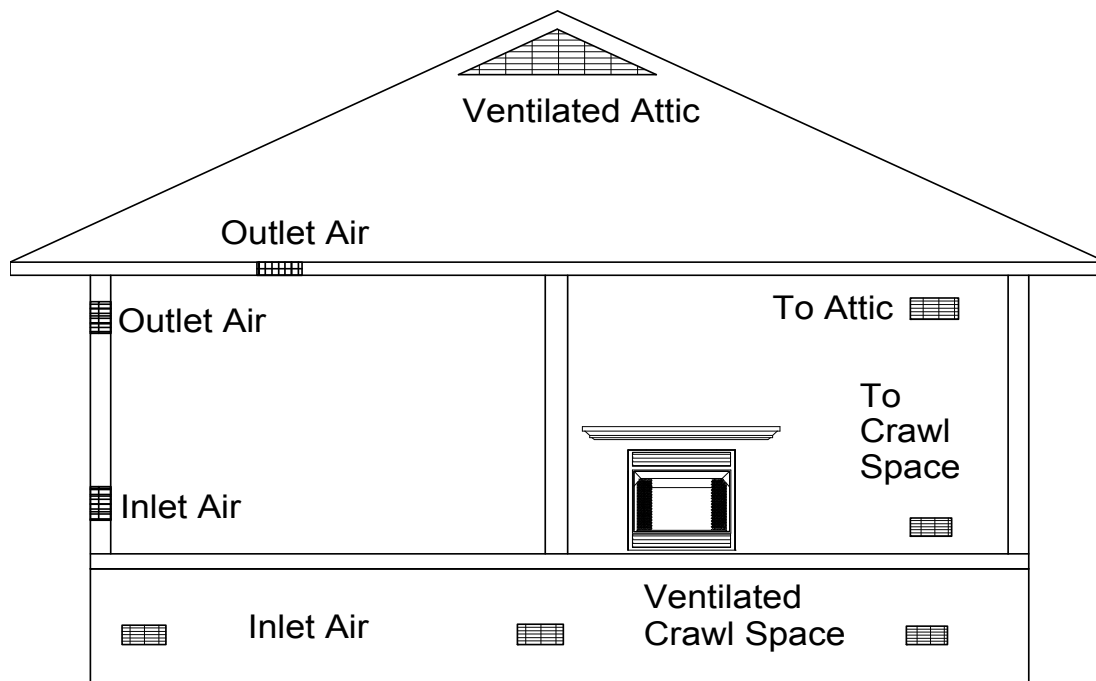 Ventilated Attic
Outlet Air
Outlet Air
To Attic
To
Crawl
Space
Inlet Air
Inlet Air
Ventilated
Crawl Space